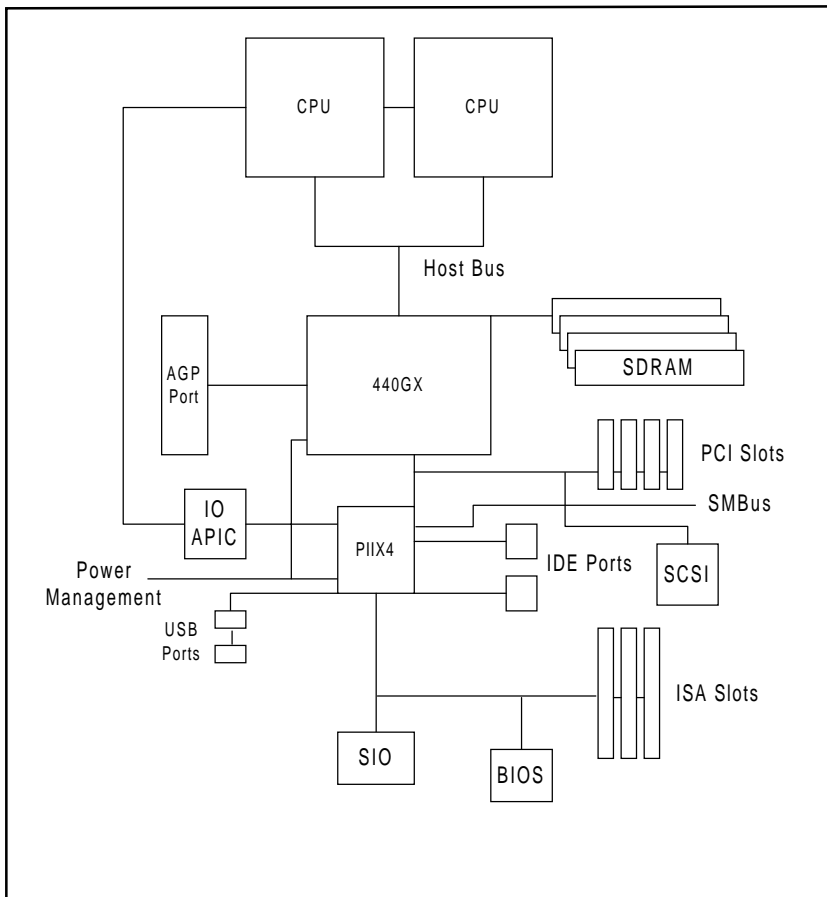 CPU
CPU
Host Bus
AGP
Port
440GX
SDRAM
PCI Slots
SMBus
IO
APIC
PIIX4
IDE Ports
SCSI
Power
Management
USB
Ports
ISA Slots
SIO
BIOS